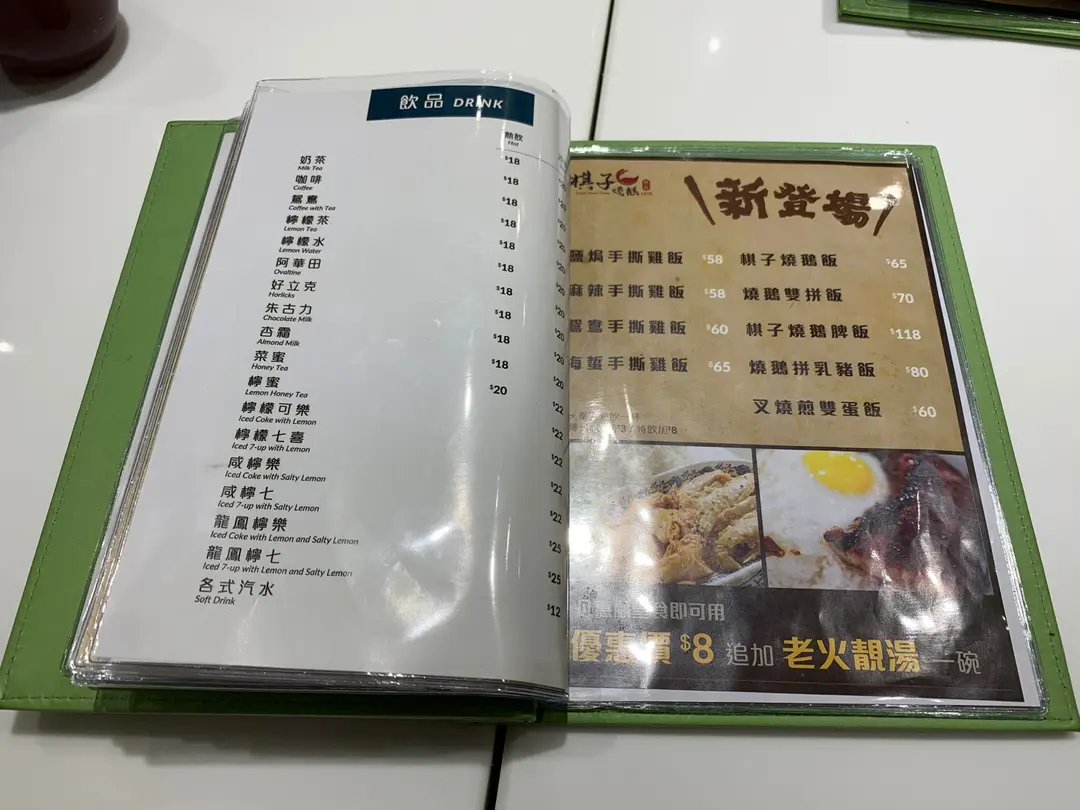 飲品 DRINK
熱飲
Hot
奶茶 $18
Milk Tea
咖啡 $18
Coffee
鴛鴦 $18
Coffee with Tea
檸檬茶 $18
Lemon Tea
檸檬水 $18
Lemon Water
阿華田 $18
Ovaltine
好立克 $18
Horlicks
朱古力 $18
Chocolate Milk
杏霜 $18
Almond Milk
菜蜜 $18
Honey Tea
檸蜜 $20
Lemon Honey Tea
檸檬可樂 $22
Iced Coke with Lemon
檸檬七喜 $22
Iced 7-up with Lemon
咸檸樂 $22
Iced Coke with Salty Lemon
咸檸七 $22
Iced 7-up with Salty Lemon
龍鳳檸樂 $25
Iced Coke with Lemon and Salty Lemon
龍鳳檸七 $25
Iced 7-up with Lemon and Salty Lemon
各式汽水 $12
Soft Drink
棋子燒鵝
新登場
鹽焗手撕雞飯 $58
麻辣手撕雞飯 $58
鴛鴦手撕雞飯 $60
海蜇手撕雞飯 $65
棋子燒鵝飯 $65
燒鵝雙拼飯 $70
棋子燒鵝脾飯 $118
燒鵝拼乳豬飯 $80
叉燒煎雙蛋飯 $60
食即可用
優惠價 $8 追加 老火靚湯 一碗